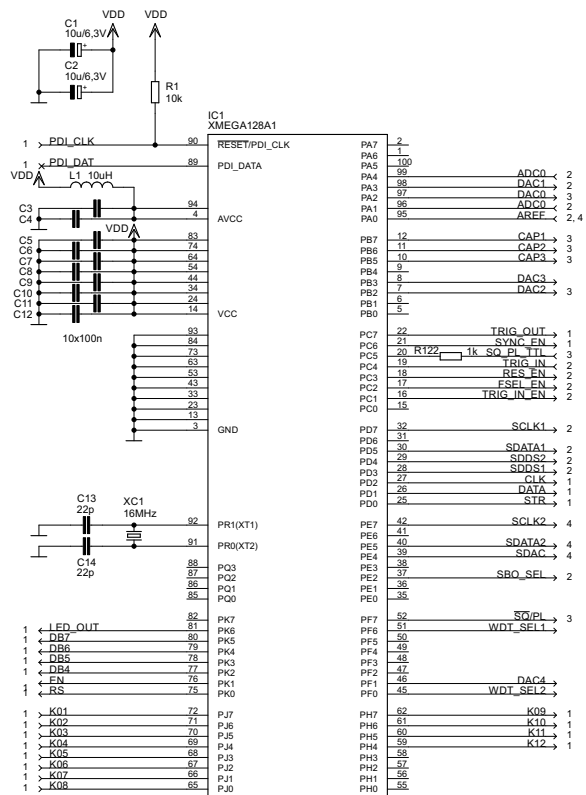 VDD VDD
C1
10u/6,3V
C2
10u/6,3V
R1
10k
IC1
XMEGA128A1
1 PDI_CLK 90 RESET/PDI_CLK
1 PDI_DAT 89 PDI_DATA
VDD L1 10uH
C3 94
C4 4 AVCC
VDD
C5 83
C6 74
C7 64
C8 54
C9 44
C10 34
C11 24
C12 14 VCC
10x100n
93
84
73
63
53
43
33
23
13
3 GND
C13
22p
XC1
16MHz
92 PR1(XT1)
91 PR0(XT2)
C14
22p
88 PQ3
87 PQ2
86 PQ1
85 PQ0
82 PK7
1 LED_OUT 81 PK6
1 DB7 80 PK5
1 DB6 79 PK4
1 DB5 78 PK3
1 DB4 77 PK2
1 EN 76 PK1
1 RS 75 PK0
1 K01 72 PJ7
1 K02 71 PJ6
1 K03 70 PJ5
1 K04 69 PJ4
1 K05 68 PJ3
1 K06 67 PJ2
1 K07 66 PJ1
1 K08 65 PJ0
PA7 2
PA6 1
PA5 100
PA4 99 ADC0 2
PA3 98 DAC1 2
PA2 97 DAC0 3
PA1 96 ADC0 2
PA0 95 AREF 2, 4
PB7 12 CAP1 3
PB6 11 CAP2 3
PB5 10 CAP3 3
PB4 9
PB3 8 DAC3
PB2 7 DAC2 3
PB1 6
PB0 5
PC7 22 TRIG_OUT 1
PC6 21 SYNC_EN 1
PC5 20 R122 1k SQ_PL_TTL 3
PC4 19 TRIG_IN 2
PC3 18 RES_EN 2
PC2 17 FSEL_EN 2
PC1 16 TRIG_IN_EN 2
PC0 15
PD7 32 SCLK1 2
PD6 31
PD5 30 SDATA1 2
PD4 29 SDDS2 2
PD3 28 SDDS1 2
PD2 27 CLK 1
PD1 26 DATA 1
PD0 25 STR 1
PE7 42 SCLK2 4
PE6 41
PE5 40 SDATA2 4
PE4 39 SDAC 4
PE3 38
PE2 37 SBO_SEL 2
PE1 36
PE0 35
PF7 52 SQ/PL 3
PF6 51 WDT_SEL1
PF5 50
PF4 49
PF3 48
PF2 47
PF1 46 DAC4
PF0 45 WDT_SEL2
PH7 62 K09 1
PH6 61 K10 1
PH5 60 K11 1
PH4 59 K12 1
PH3 58
PH2 57
PH1 56
PH0 55